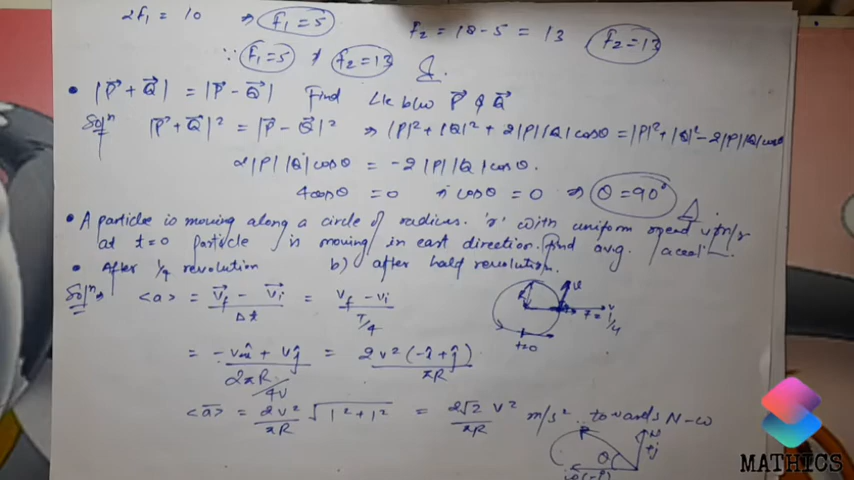 2F₁ = 10 ⇒ F₁ = 5
F₂ = 18 - 5 = 13 F₂ = 13
∵ F₁ = 5 & F₂ = 13
• |P⃗ + Q⃗| = |P⃗ - Q⃗| Find ∠le b/w P⃗ & Q⃗
Solⁿ |P⃗ + Q⃗|² = |P⃗ - Q⃗|² ⇒ |P|² + |Q|² + 2|P||Q|cosθ = |P|² + |Q|² - 2|P||Q|cosθ
2|P||Q|cosθ = -2|P||Q|cosθ.
4cosθ = 0 ⇒ cosθ = 0 ⇒ θ = 90°
• A particle is moving along a circle of radius 'r' with uniform speed v m/s
at t=0 particle is moving in east direction. find avg. accelⁿ.
• After 1/4 revolution b) after half revolution.
Solⁿ <a> = (v⃗f - v⃗i)/Δt = (vf - vi)/(T/4)
t=0
= (-vî + vĵ)/(2πR/4v) = 2v²(-î + ĵ)/πR
<a⃗> = 2v²/πR √(1² + 1²) = 2√2 v²/πR m/s² towards N-W
N
+j
θ
(-î)
MATHICS